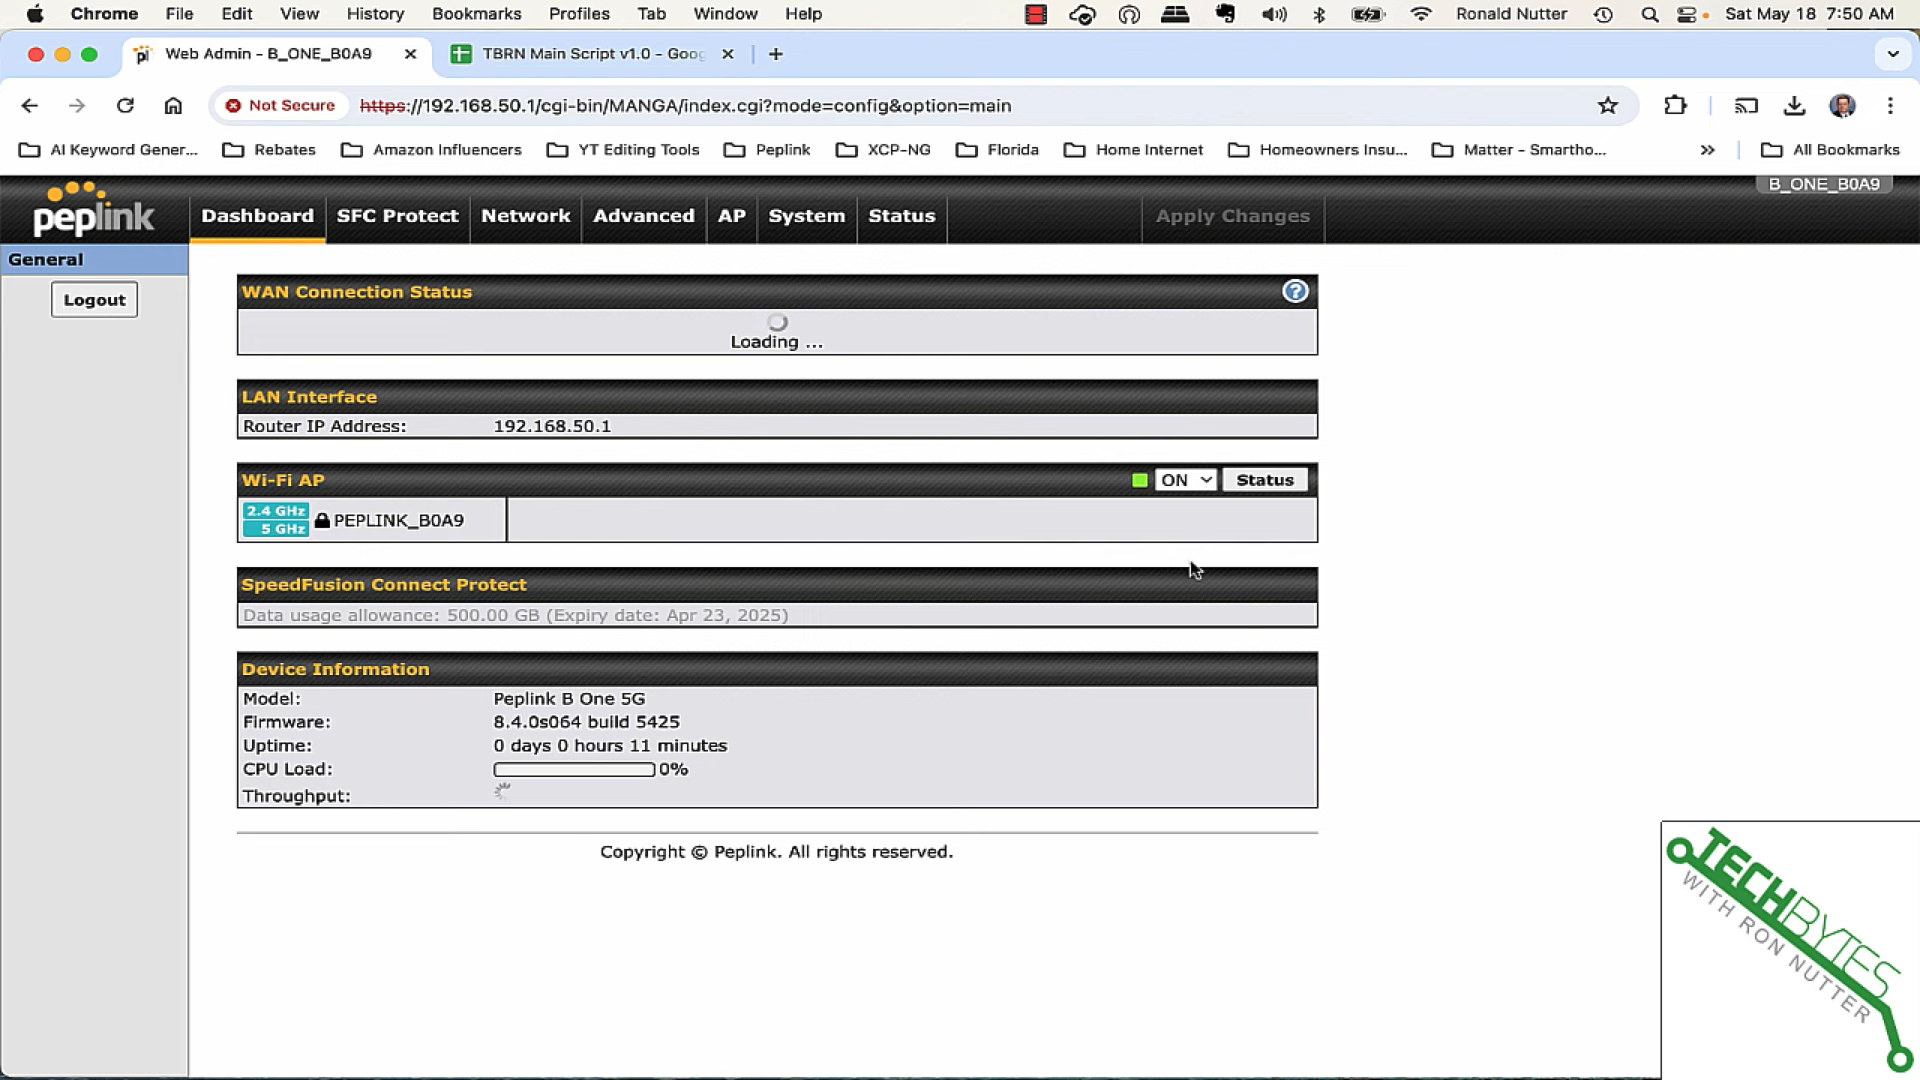 Chrome File Edit View History Bookmarks Profiles Tab Window Help Ronald Nutter Sat May 18 7:50 AM
Web Admin - B_ONE_B0A9 TBRN Main Script v1.0 - Goog
Not Secure https://192.168.50.1/cgi-bin/MANGA/index.cgi?mode=config&option=main
AI Keyword Gener... Rebates Amazon Influencers YT Editing Tools Peplink XCP-NG Florida Home Internet Homeowners Insu... Matter - Smartho... » All Bookmarks
B_ONE_B0A9
peplink Dashboard SFC Protect Network Advanced AP System Status Apply Changes
General
Logout
WAN Connection Status ?
Loading ...
LAN Interface
Router IP Address: 192.168.50.1
Wi-Fi AP ON Status
2.4 GHz
5 GHz PEPLINK_B0A9
SpeedFusion Connect Protect
Data usage allowance: 500.00 GB (Expiry date: Apr 23, 2025)
Device Information
Model: Peplink B One 5G
Firmware: 8.4.0s064 build 5425
Uptime: 0 days 0 hours 11 minutes
CPU Load: 0%
Throughput:
Copyright © Peplink. All rights reserved.
TECHBYTES
WITH RON NUTTER